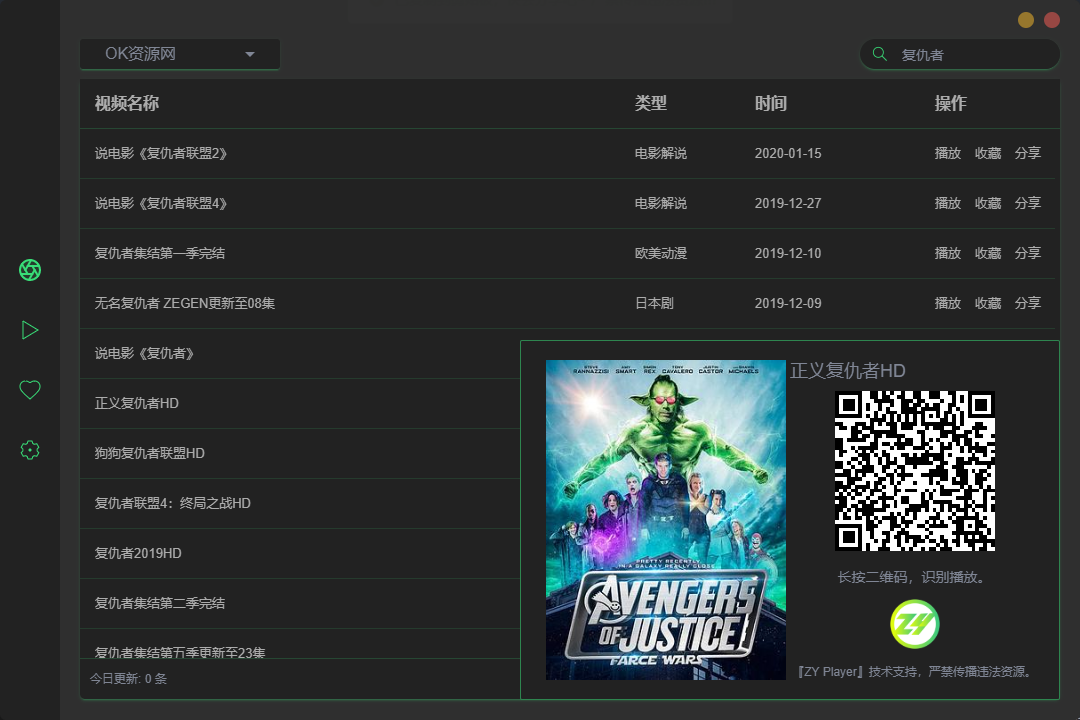 OK资源网
复仇者
视频名称 类型 时间 操作
说电影《复仇者联盟2》 电影解说 2020-01-15 播放 收藏 分享
说电影《复仇者联盟4》 电影解说 2019-12-27 播放 收藏 分享
复仇者集结第一季完结 欧美动漫 2019-12-10 播放 收藏 分享
无名复仇者 ZEGEN更新至08集 日本剧 2019-12-09 播放 收藏 分享
说电影《复仇者》
正义复仇者HD
狗狗复仇者联盟HD
复仇者联盟4：终局之战HD
复仇者2019HD
复仇者集结第二季完结
复仇者集结第五季更新至23集
今日更新: 0 条
STEVE RANNAZZISI AMY SMART SIMON REX TONY CAVALERO JUSTIN CASTOR SHAWN MICHAELS
PRETTY RECENTLY,
IN A GALAXY REALLY CLOSE
AVENGERS
OF JUSTICE
FARCE WARS
正义复仇者HD
长按二维码，识别播放。
ZY
『ZY Player』技术支持，严禁传播违法资源。